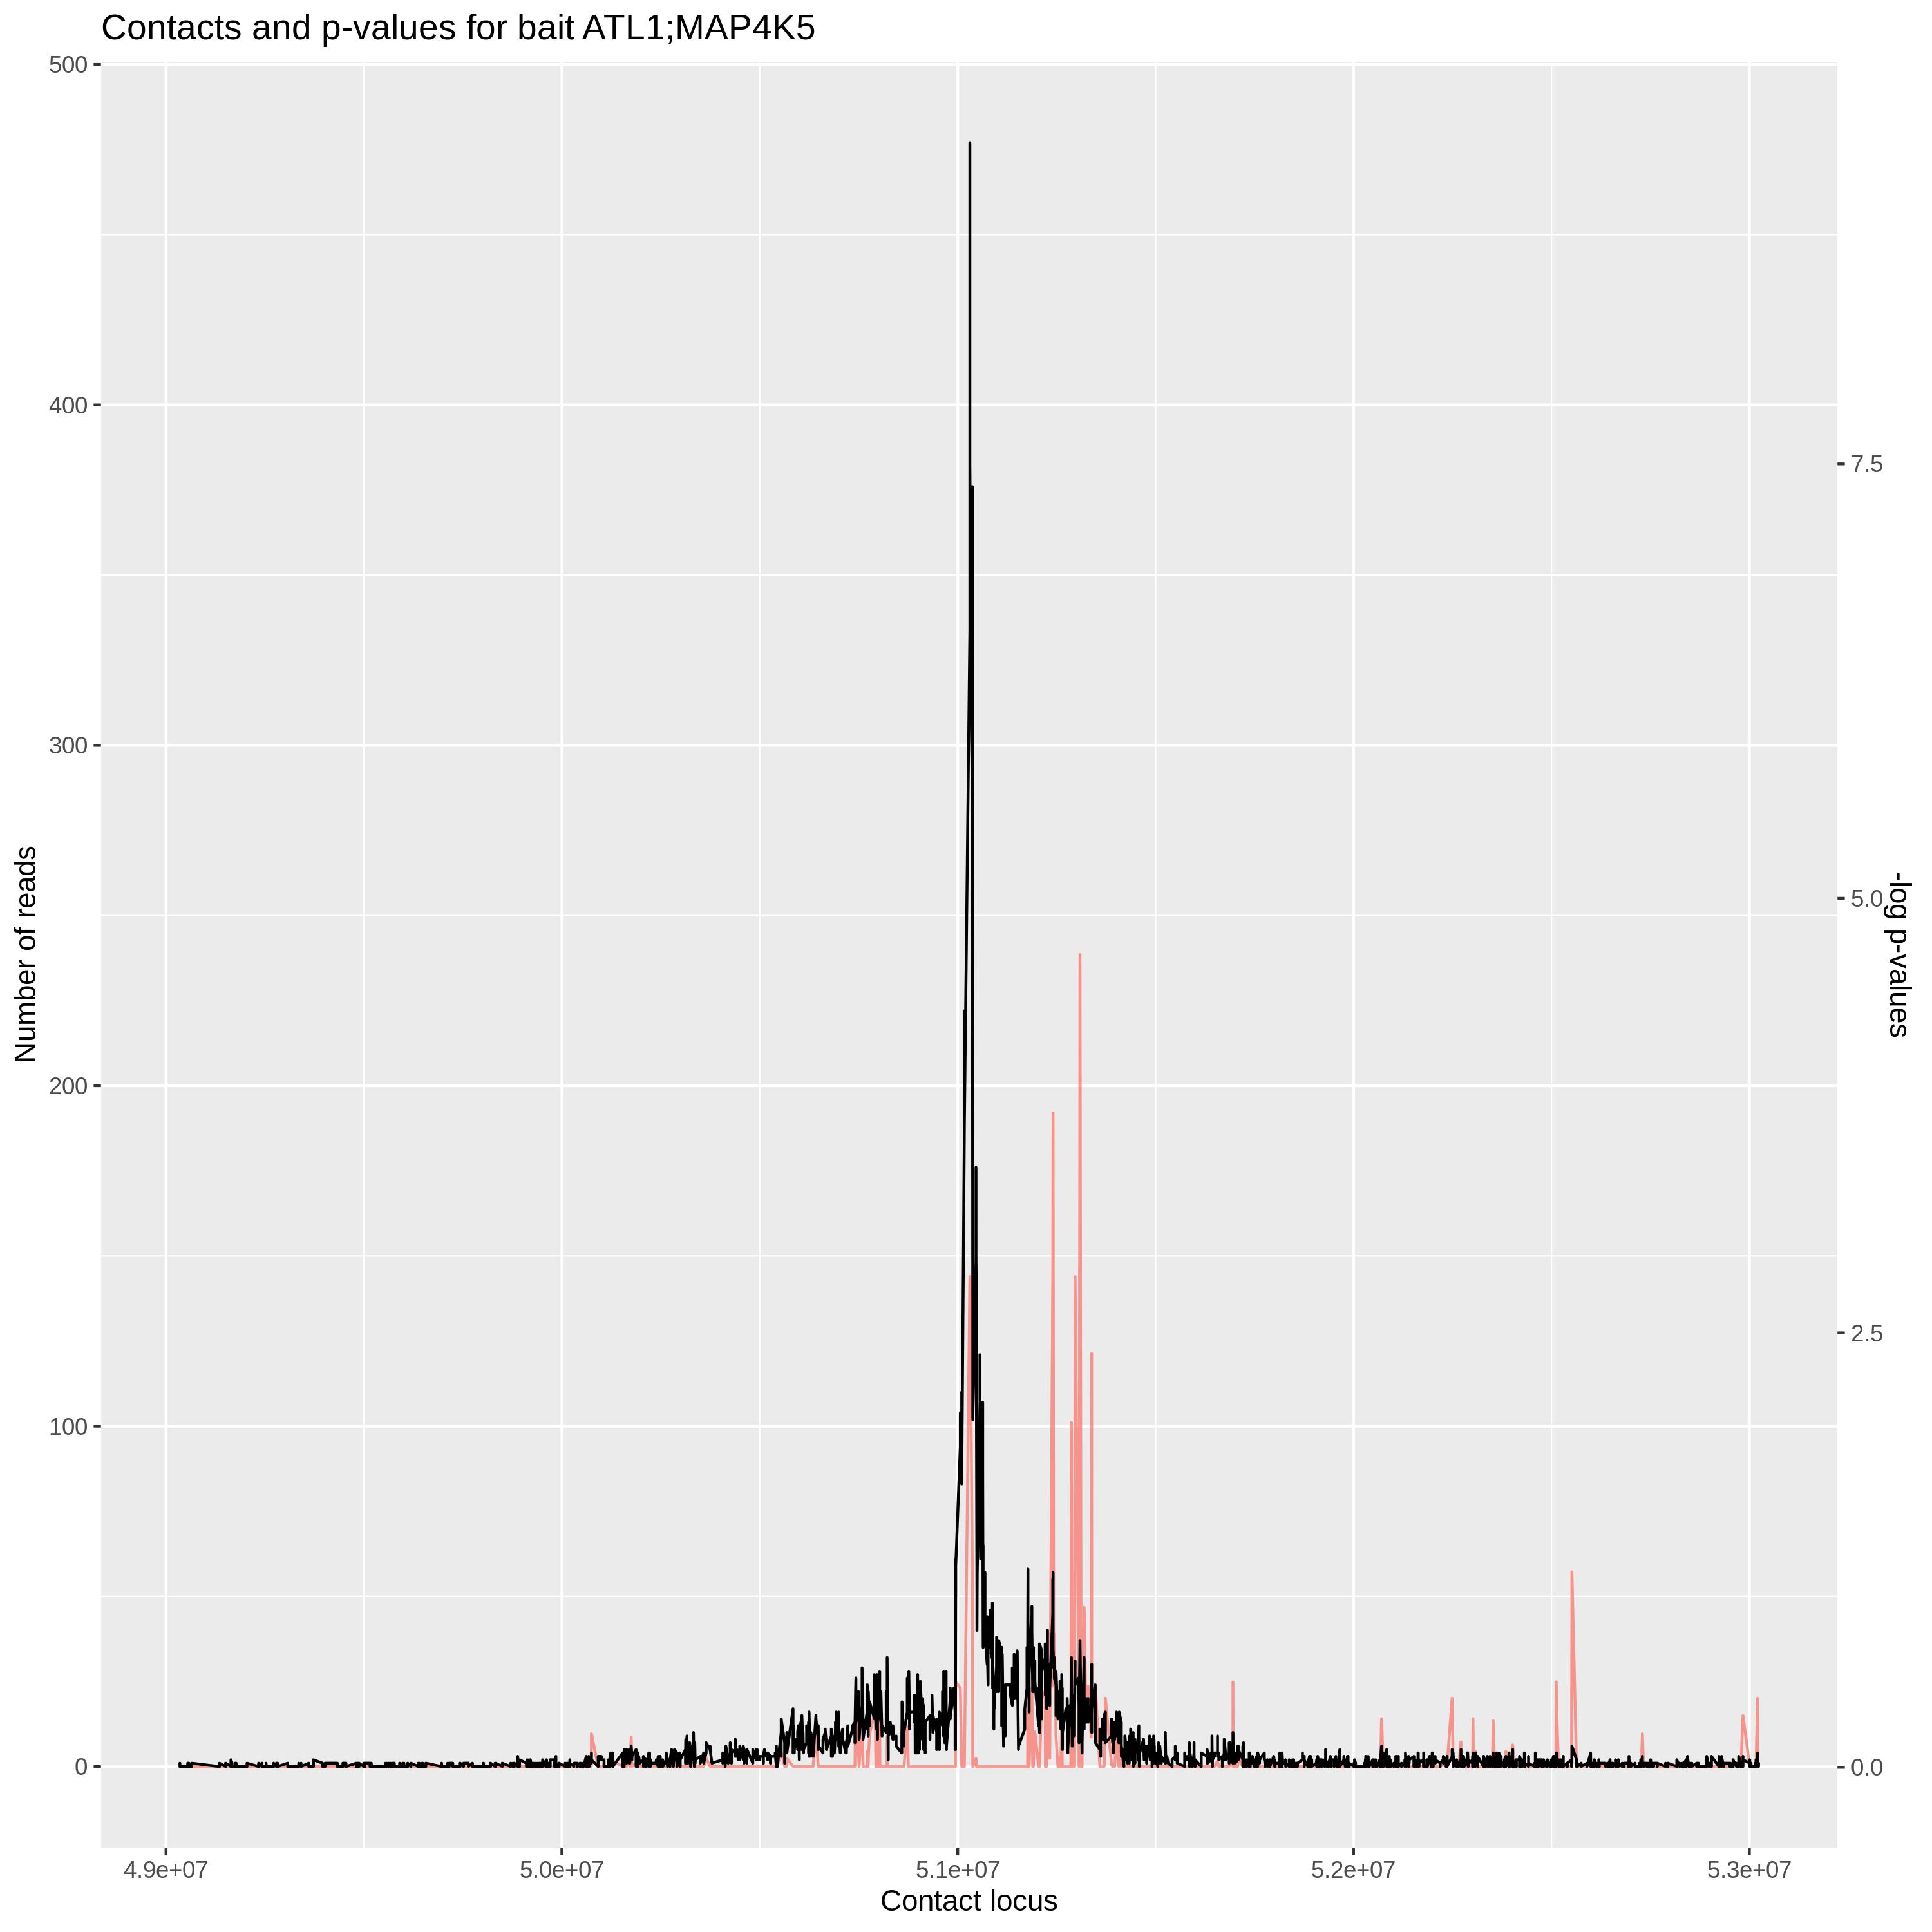 Contacts and p-values for bait ATL1;MAP4K5
500
400
300
200
100
0
Number of reads
7.5
5.0
2.5
0.0
-log p-values
4.9e+07
5.0e+07
5.1e+07
5.2e+07
5.3e+07
Contact locus